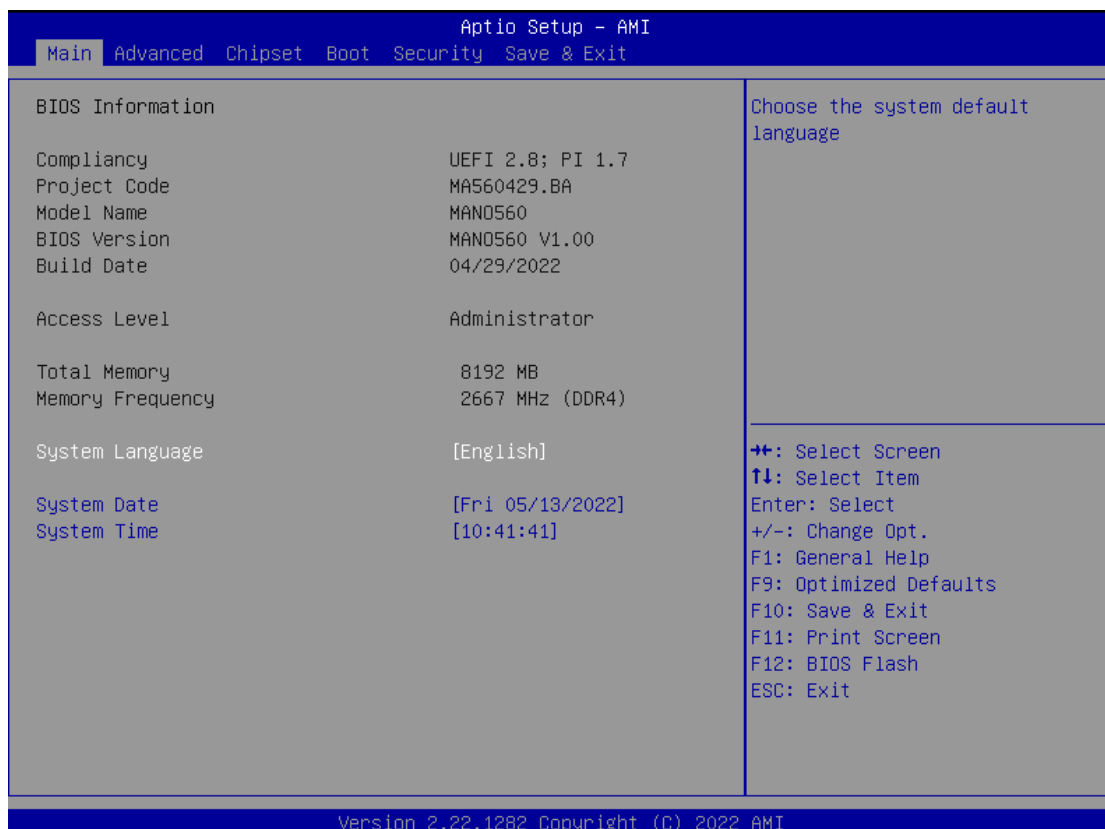 Aptio Setup – AMI
Main Advanced Chipset Boot Security Save & Exit
BIOS Information
Compliancy UEFI 2.8; PI 1.7
Project Code MA560429.BA
Model Name MANO560
BIOS Version MANO560 V1.00
Build Date 04/29/2022
Access Level Administrator
Total Memory 8192 MB
Memory Frequency 2667 MHz (DDR4)
System Language [English]
System Date [Fri 05/13/2022]
System Time [10:41:41]
Choose the system default
language
→←: Select Screen
↑↓: Select Item
Enter: Select
+/-: Change Opt.
F1: General Help
F9: Optimized Defaults
F10: Save & Exit
F11: Print Screen
F12: BIOS Flash
ESC: Exit
Version 2.22.1282 Copyright (C) 2022 AMI